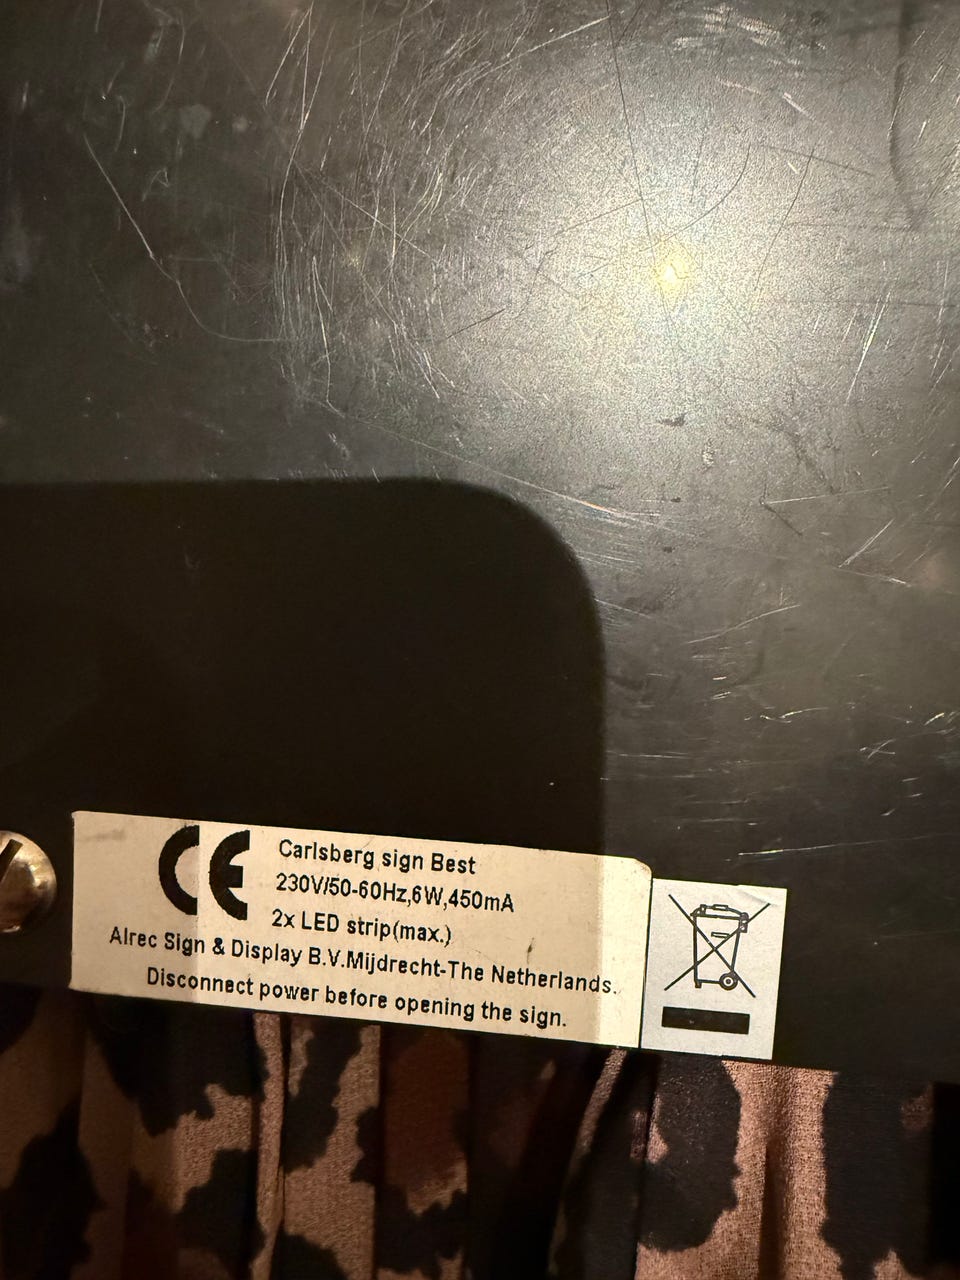 CE
Carlsberg sign Best
230V/50-60Hz,6W,450mA
2x LED strip(max.)
Alrec Sign & Display B.V.Mijdrecht-The Netherlands.
Disconnect power before opening the sign.